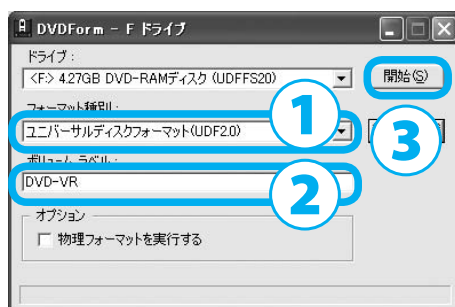 DVDForm - F ドライブ
ドライブ:
<F:> 4.27GB DVD-RAMディスク (UDFFS20)
開始(S)
フォーマット種別:
1
ユニバーサルディスクフォーマット(UDF2.0)
3
ボリューム ラベル:
DVD-VR
2
オプション
物理フォーマットを実行する